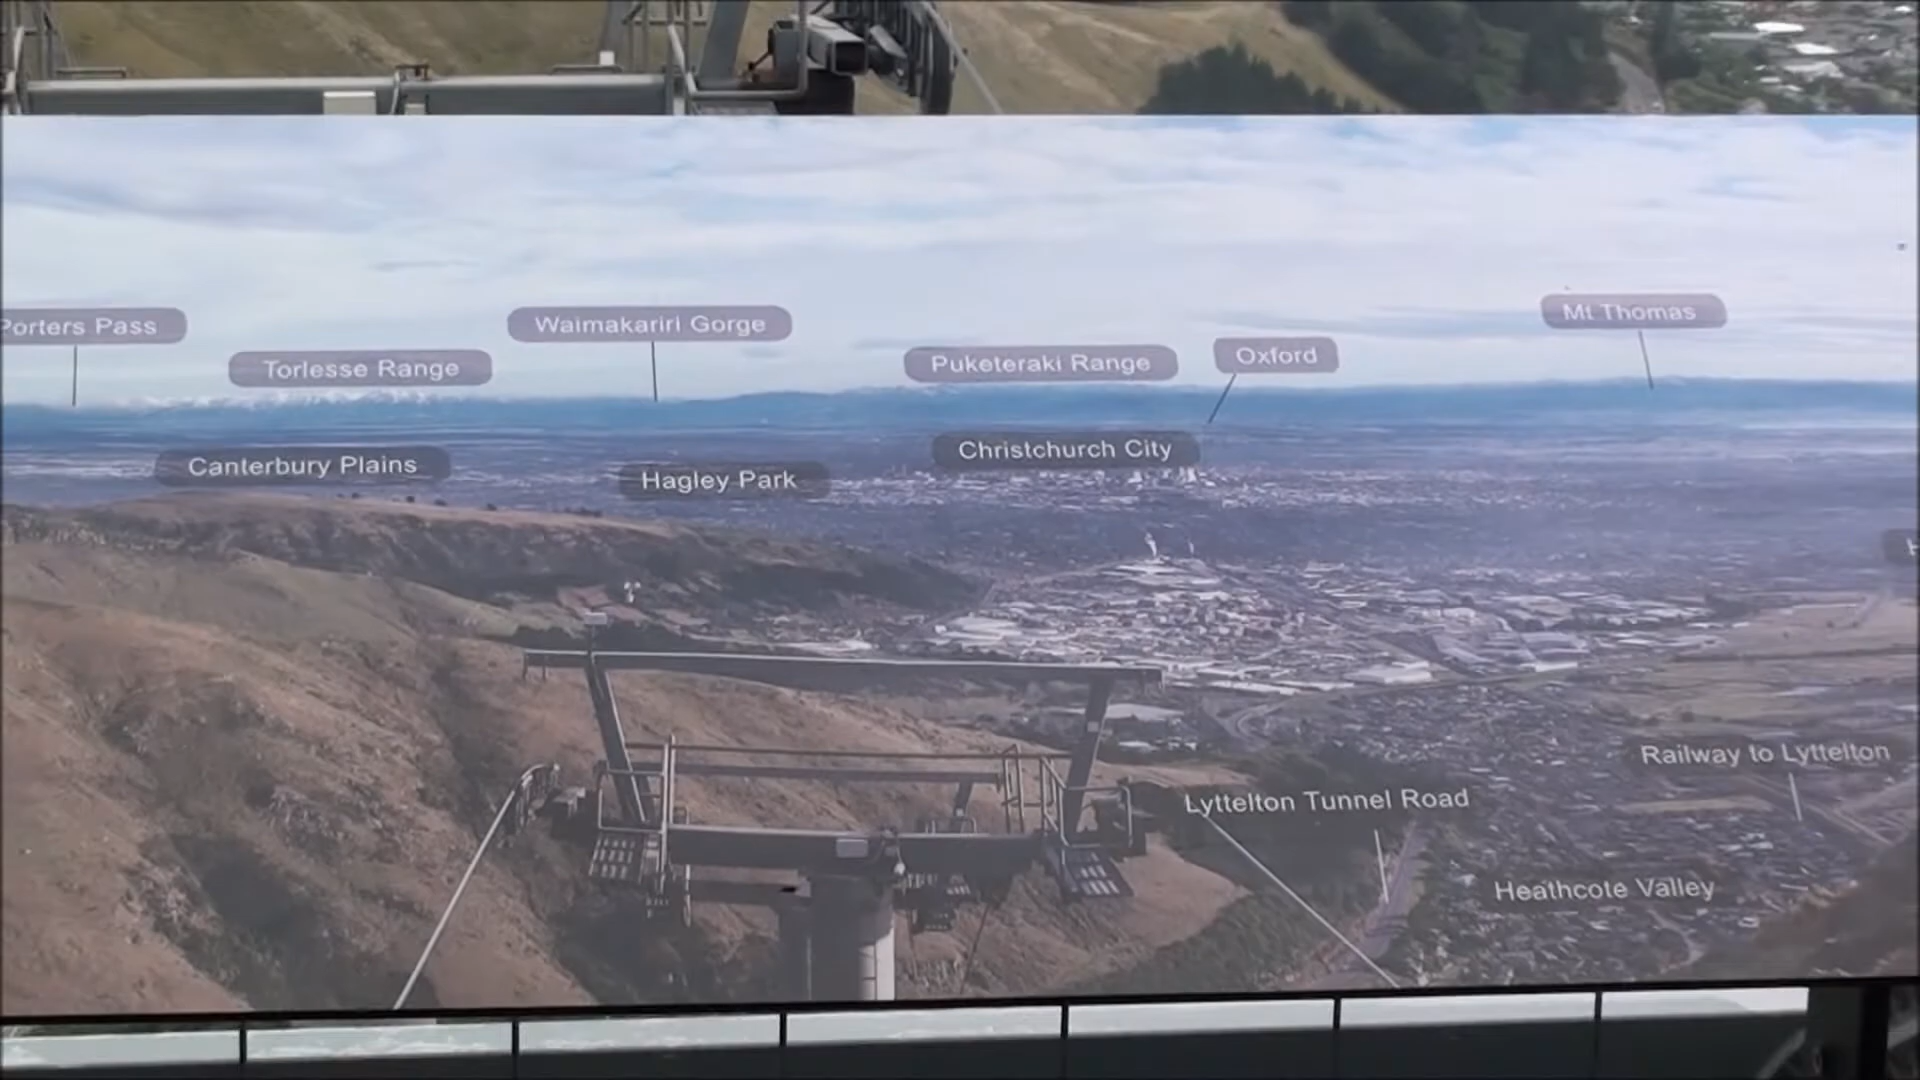 Porters Pass
Torlesse Range
Waimakariri Gorge
Puketeraki Range
Oxford
Mt Thomas
Canterbury Plains
Hagley Park
Christchurch City
Railway to Lyttelton
Lyttelton Tunnel Road
Heathcote Valley